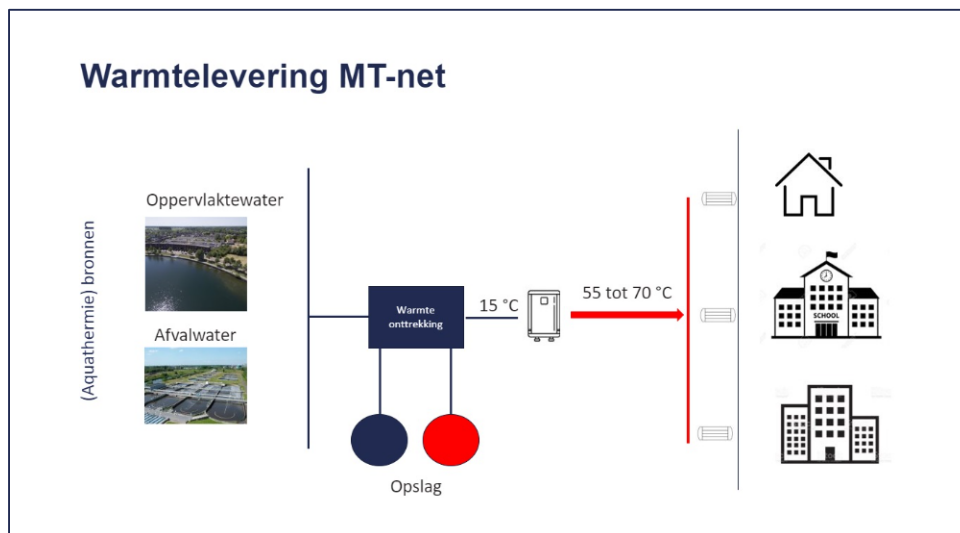 Warmtelevering MT-net
(Aquathermie) bronnen
Oppervlaktewater
Afvalwater
Warmte
onttrekking
Opslag
15 °C
55 tot 70 °C
SCHOOL